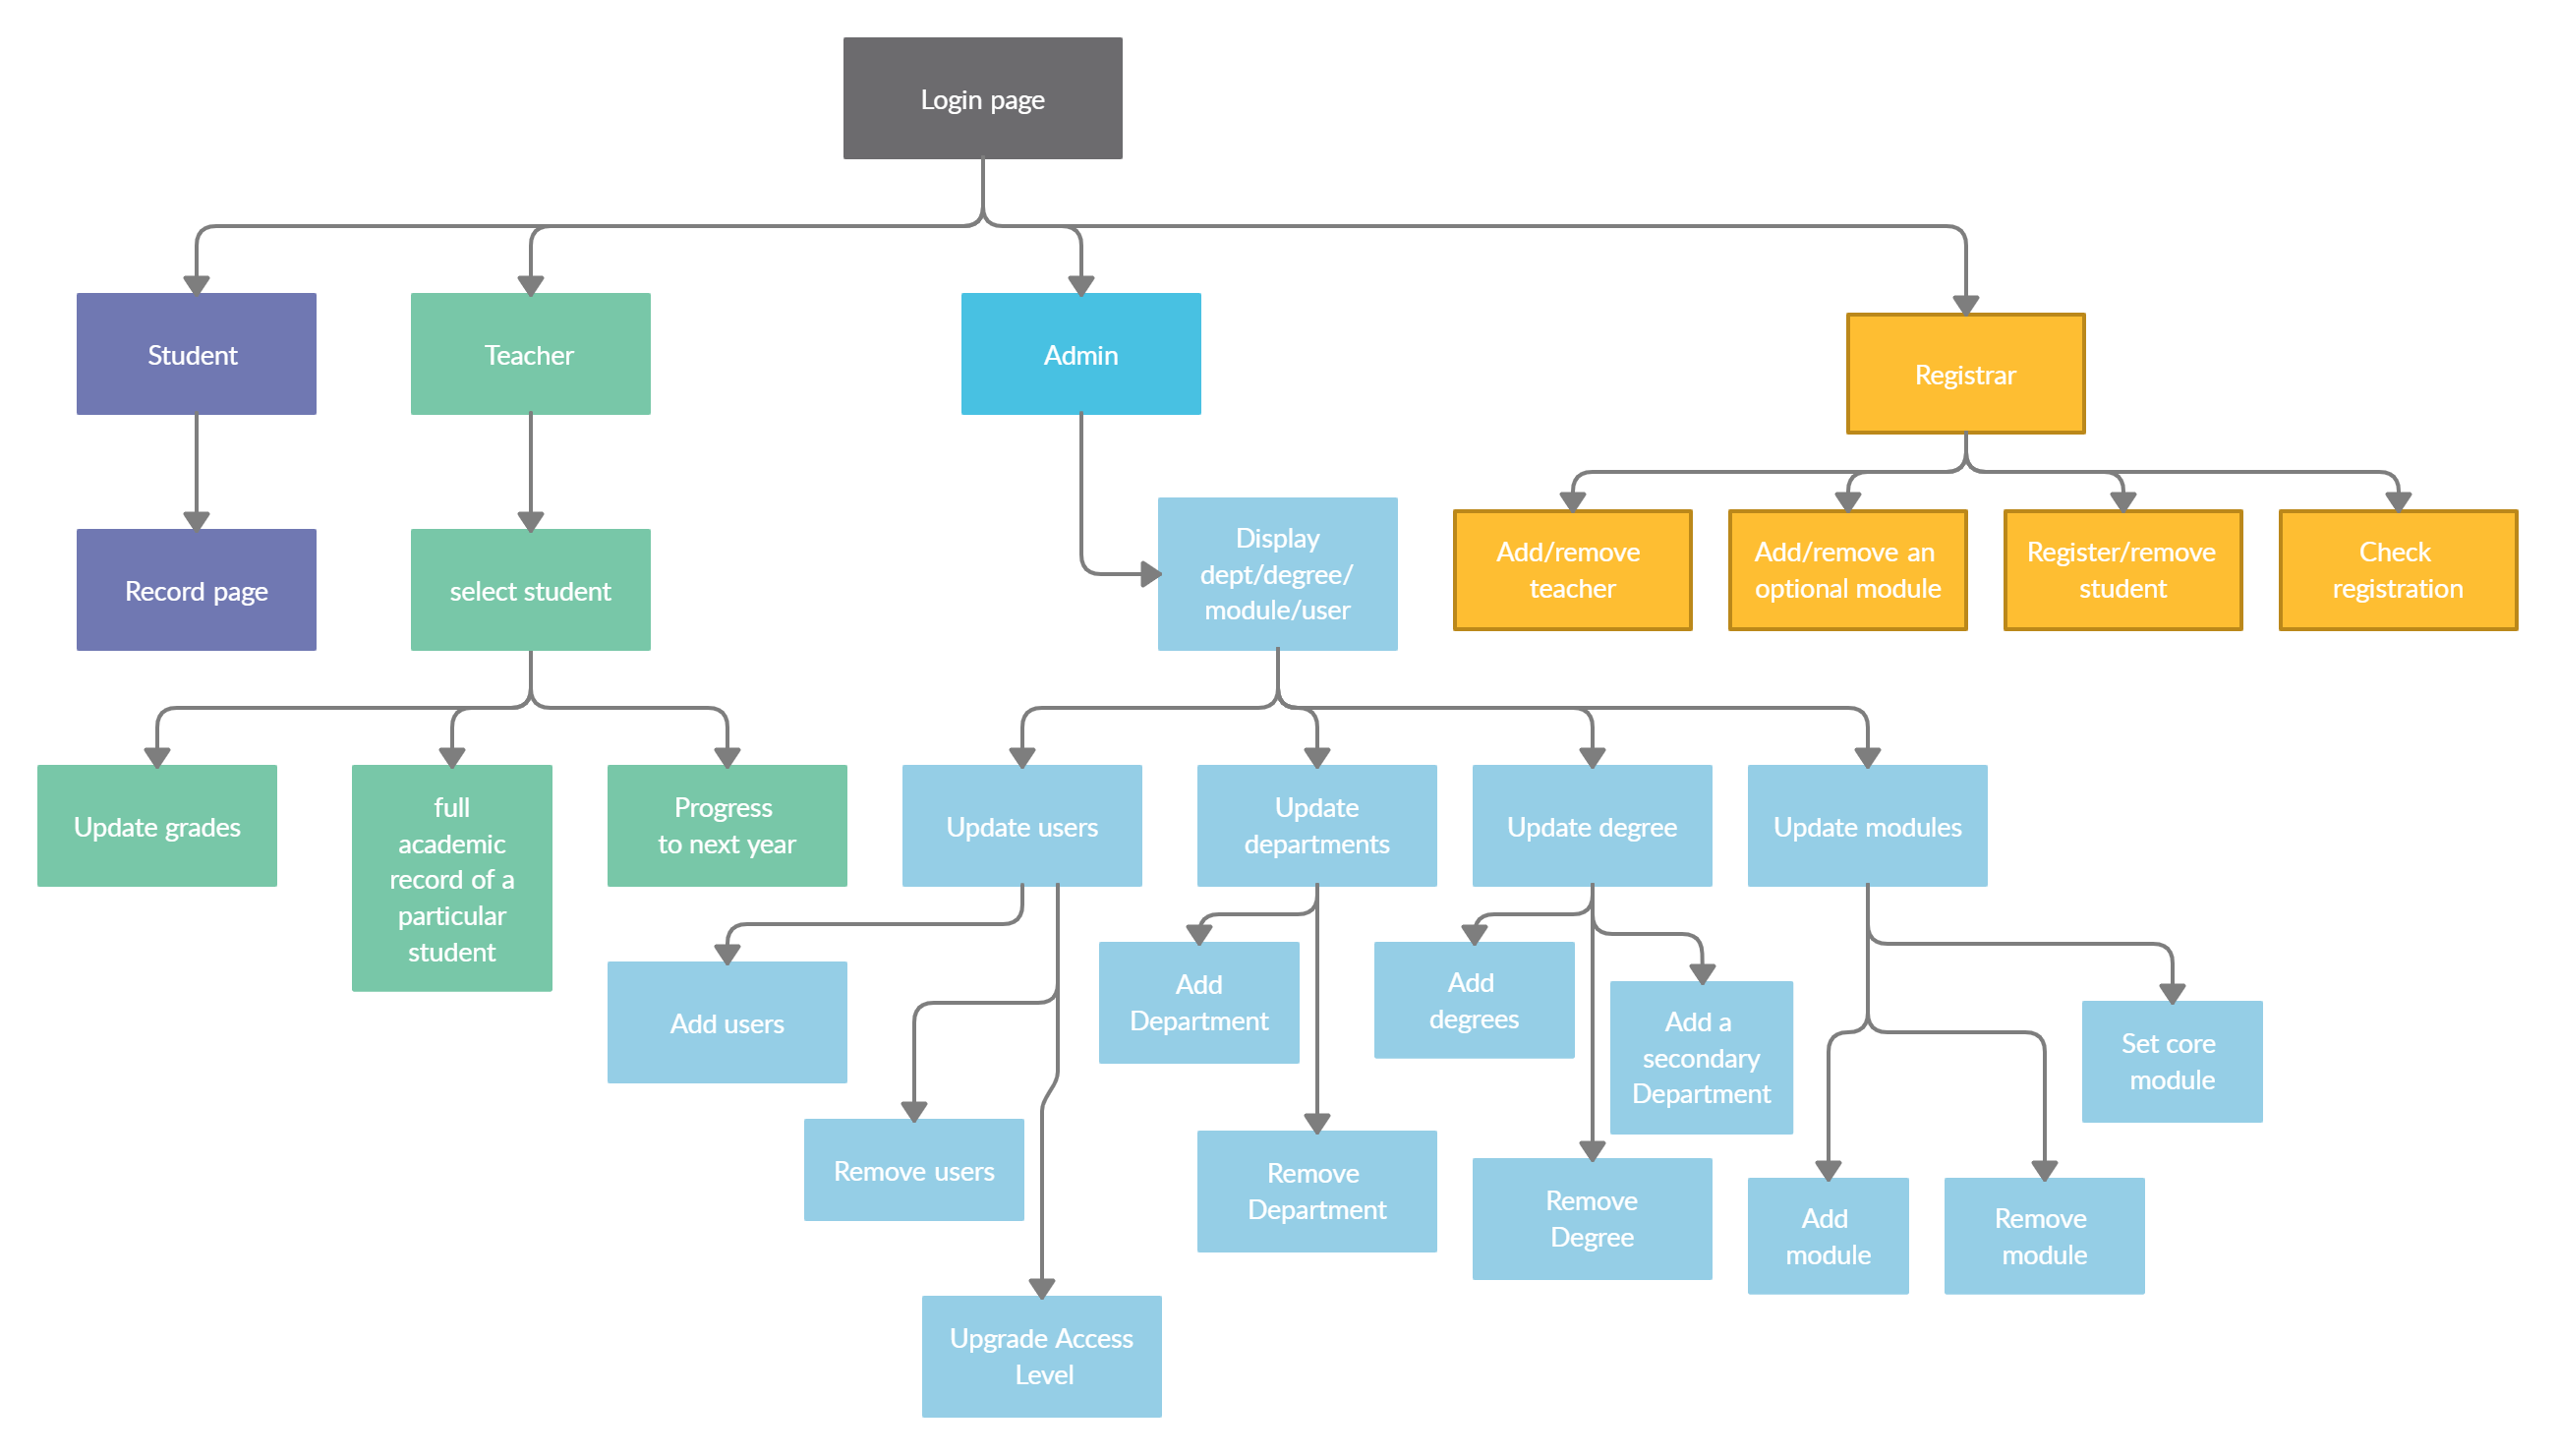 Login page
Student
Teacher
Admin
Registrar
Record page
select student
Display
dept/degree/
module/user
Add/remove
teacher
Add/remove an
optional module
Register/remove
student
Check
registration
Update grades
full
academic
record of a
particular
student
Progress
to next year
Update users
Update
departments
Update degree
Update modules
Add users
Remove users
Upgrade Access
Level
Add
Department
Remove
Department
Add
degrees
Add a
secondary
Department
Remove
Degree
Add
module
Remove
module
Set core
module